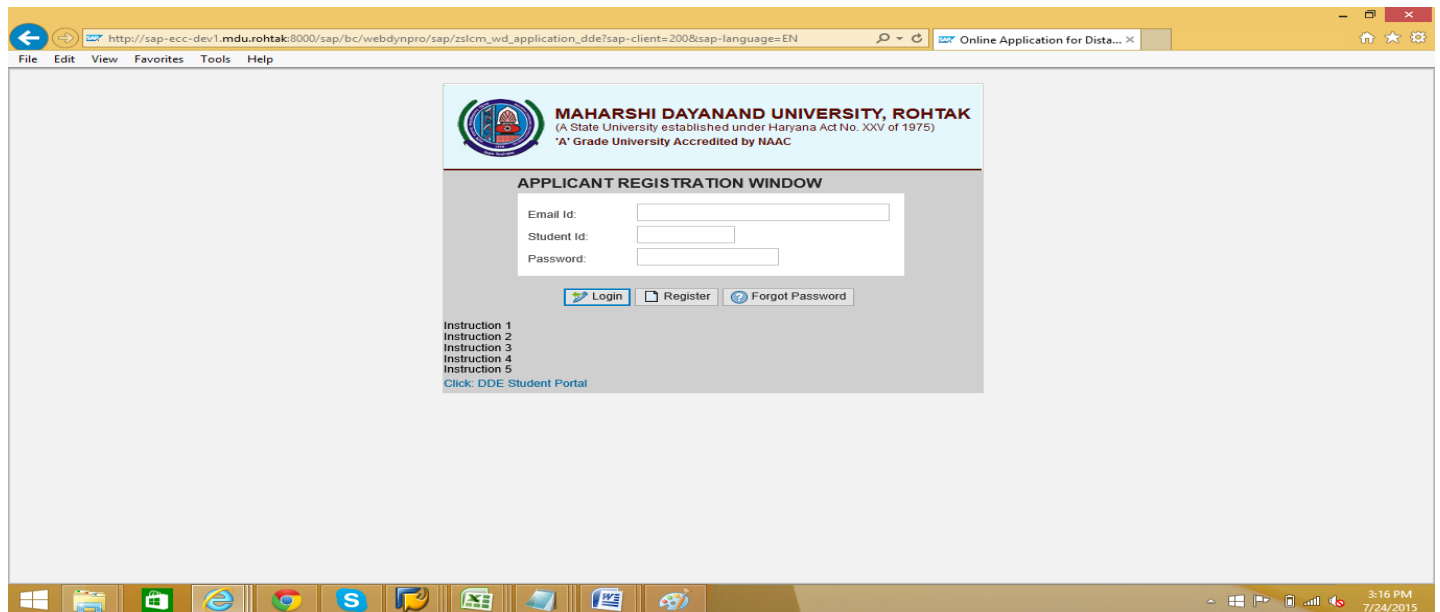 http://sap-ecc-dev1.mdu.rohtak:8000/sap/bc/webdynpro/sap/zslcm_wd_application_dde?sap-client=200&sap-language=EN
Online Application for Dista...
File Edit View Favorites Tools Help
MAHARSHI DAYANAND UNIVERSITY, ROHTAK
(A State University established under Haryana Act No. XXV of 1975)
'A' Grade University Accredited by NAAC
APPLICANT REGISTRATION WINDOW
Email Id:
Student Id:
Password:
Login Register Forgot Password
Instruction 1
Instruction 2
Instruction 3
Instruction 4
Instruction 5
Click: DDE Student Portal
3:16 PM
7/24/2015